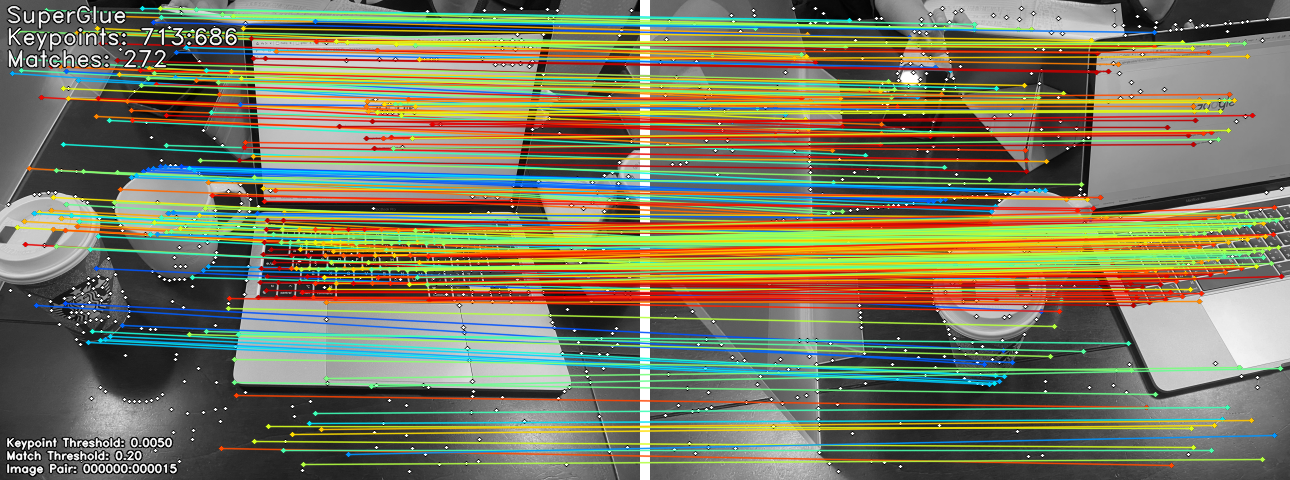 SuperGlue
Keypoints: 713:686
Matches: 272
Keypoint Threshold: 0.0050
Match Threshold: 0.20
Image Pair: 000000:000015